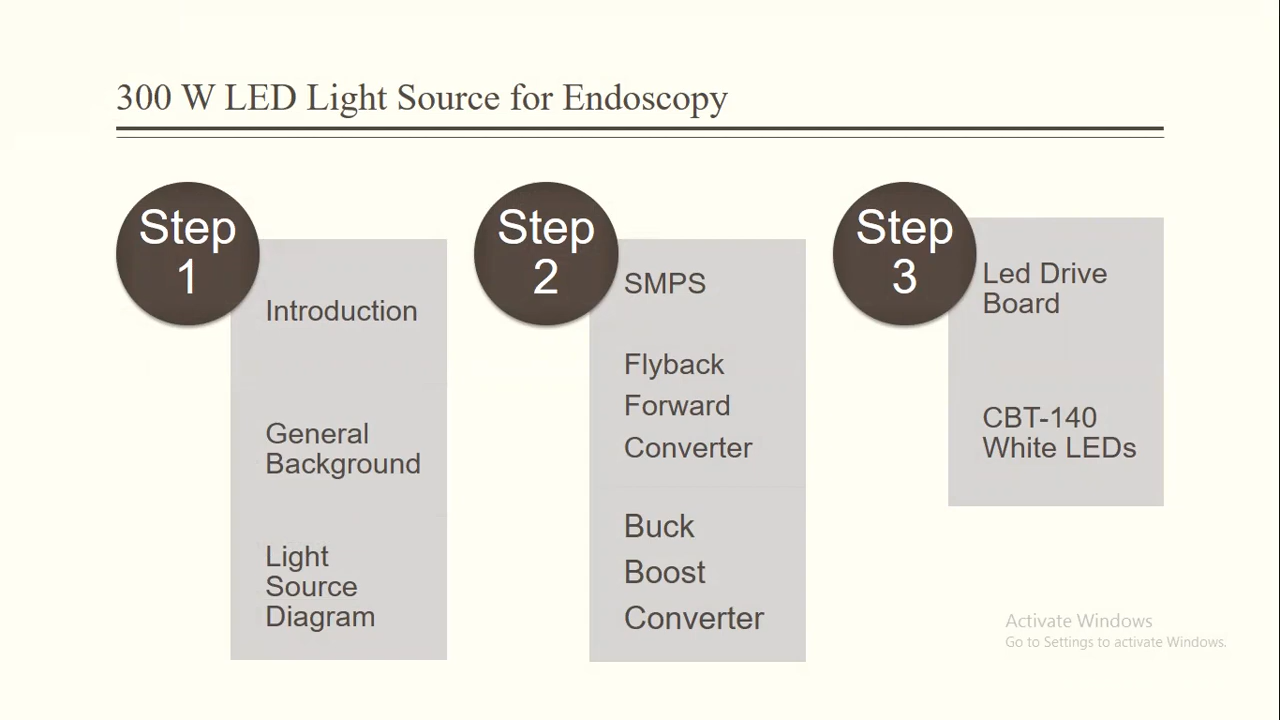 300 W LED Light Source for Endoscopy
Step
1
Introduction
General
Background
Light
Source
Diagram
Step
2
SMPS
Flyback
Forward
Converter
Buck
Boost
Converter
Step
3
Led Drive
Board
CBT-140
White LEDs
Activate Windows
Go to Settings to activate Windows.